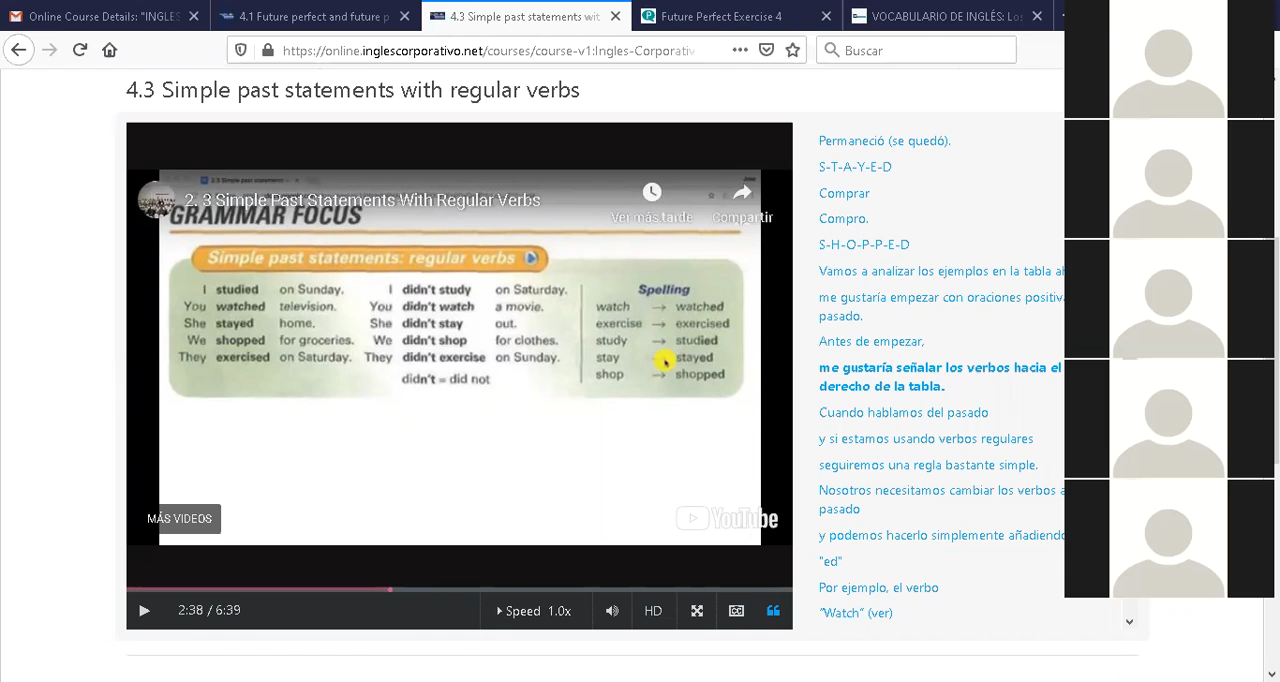 Online Course Details: "INGLES
4.1 Future perfect and future p
4.3 Simple past statements wit
Future Perfect Exercise 4
VOCABULARIO DE INGLÉS: Lo
https://online.inglescorporativo.net/courses/course-v1:Ingles-Corporativ
Buscar
4.3 Simple past statements with regular verbs
2. 3 Simple Past Statements With Regular Verbs
Ver más tarde
Compartir
GRAMMAR FOCUS
Simple past statements: regular verbs
I studied on Sunday. I didn't study on Saturday. Spelling
You watched television. You didn't watch a movie. watch → watched
She stayed home. She didn't stay out. exercise → exercised
We shopped for groceries. We didn't shop for clothes. study → studied
They exercised on Saturday. They didn't exercise on Sunday. stay → stayed
didn't = did not shop → shopped
MÁS VIDEOS
YouTube
2:38 / 6:39
Speed 1.0x
HD
Permaneció (se quedó).
S-T-A-Y-E-D
Comprar
Compro.
S-H-O-P-P-E-D
Vamos a analizar los ejemplos en la tabla
me gustaría empezar con oraciones positiv
pasado.
Antes de empezar,
me gustaría señalar los verbos hacia el
derecho de la tabla.
Cuando hablamos del pasado
y si estamos usando verbos regulares
seguiremos una regla bastante simple.
Nosotros necesitamos cambiar los verbos a
pasado
y podemos hacerlo simplemente añadiendo
"ed"
Por ejemplo, el verbo
"Watch" (ver)